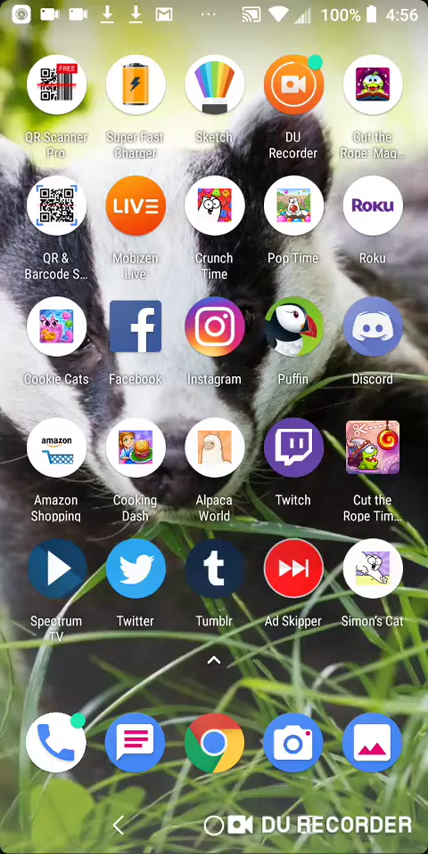 100% 4:56
FREE
QR Scanner Pro
Super Fast Charger
Sketch
DU Recorder
Cut the Rope: Mag...
LIVE
Roku
QR & Barcode S...
Mobizen Live
Crunch Time
Pop Time
Roku
Cookie Cats
Facebook
Instagram
Puffin
Discord
amazon
Amazon Shopping
Cooking Dash
Alpaca World
Twitch
Cut the Rope Tim...
Spectrum TV
Twitter
Tumblr
Ad Skipper
Simon's Cat
DU RECORDER